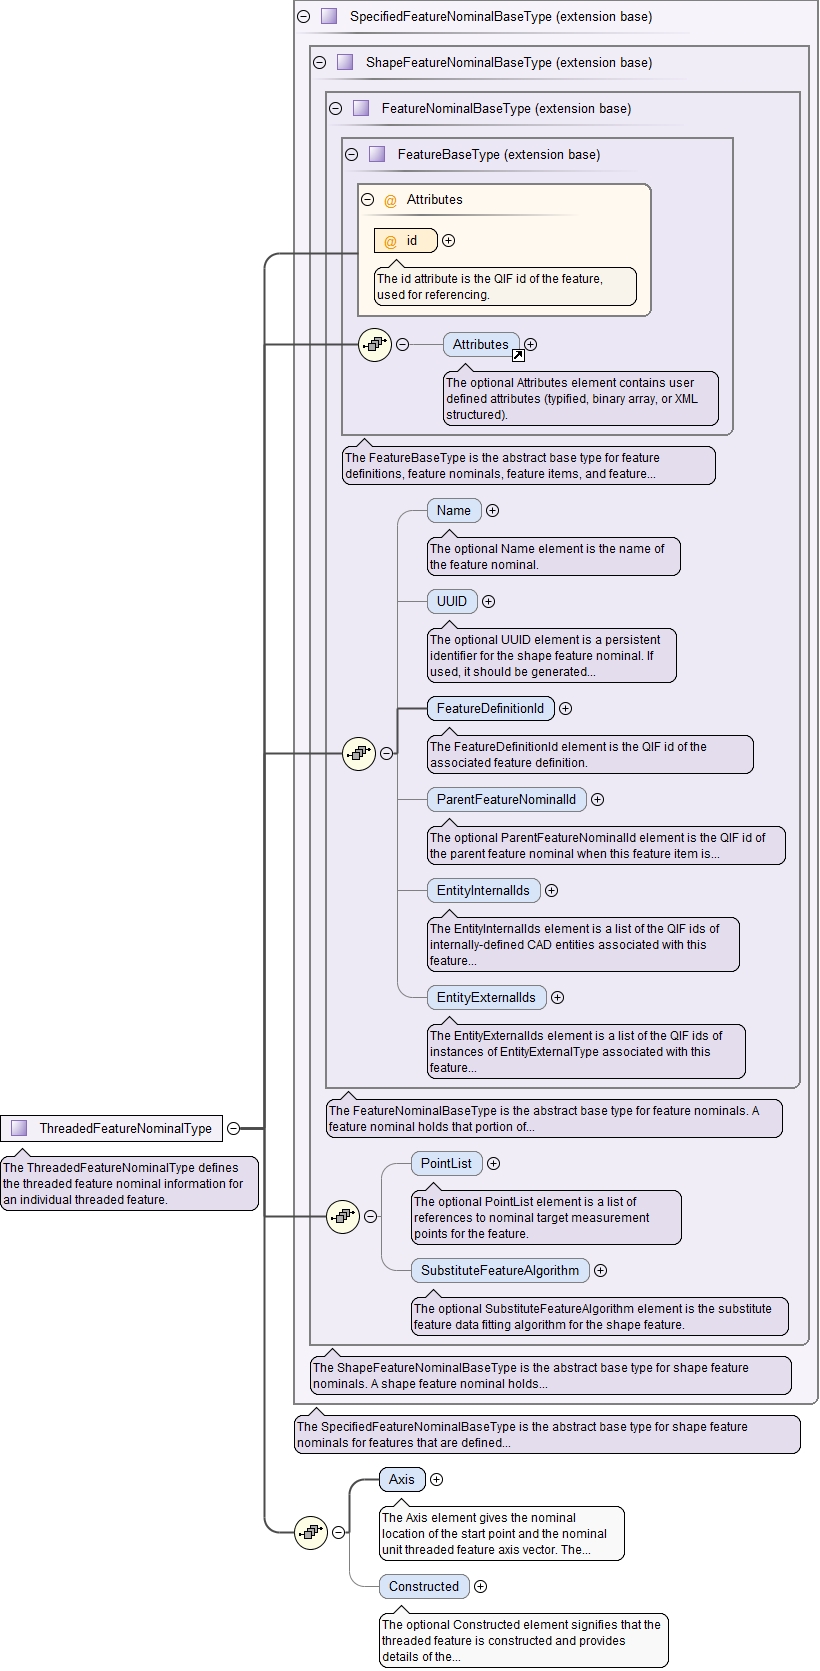 SpecifiedFeatureNominalBaseType (extension base)
ShapeFeatureNominalBaseType (extension base)
FeatureNominalBaseType (extension base)
FeatureBaseType (extension base)
@ Attributes
@ id
The id attribute is the QIF id of the feature,
used for referencing.
Attributes
The optional Attributes element contains user
defined attributes (typified, binary array, or XML
structured).
The FeatureBaseType is the abstract base type for feature
definitions, feature nominals, feature items, and feature...
Name
The optional Name element is the name of
the feature nominal.
UUID
The optional UUID element is a persistent
identifier for the shape feature nominal. If
used, it should be generated...
FeatureDefinitionId
The FeatureDefinitionId element is the QIF id of the
associated feature definition.
ParentFeatureNominalId
The optional ParentFeatureNominalId element is the QIF id of
the parent feature nominal when this feature item is...
EntityInternalIds
The EntityInternalIds element is a list of the QIF ids of
internally-defined CAD entities associated with this
feature...
EntityExternalIds
The EntityExternalIds element is a list of the QIF ids of
instances of EntityExternalType associated with this
feature...
The FeatureNominalBaseType is the abstract base type for feature nominals. A
feature nominal holds that portion of...
ThreadedFeatureNominalType
The ThreadedFeatureNominalType defines
the threaded feature nominal information for
an individual threaded feature.
PointList
The optional PointList element is a list of
references to nominal target measurement
points for the feature.
SubstituteFeatureAlgorithm
The optional SubstituteFeatureAlgorithm element is the substitute
feature data fitting algorithm for the shape feature.
The ShapeFeatureNominalBaseType is the abstract base type for shape feature
nominals. A shape feature nominal holds...
The SpecifiedFeatureNominalBaseType is the abstract base type for shape feature
nominals for features that are defined...
Axis
The Axis element gives the nominal
location of the start point and the nominal
unit threaded feature axis vector. The...
Constructed
The optional Constructed element signifies that the
threaded feature is constructed and provides
details of the...